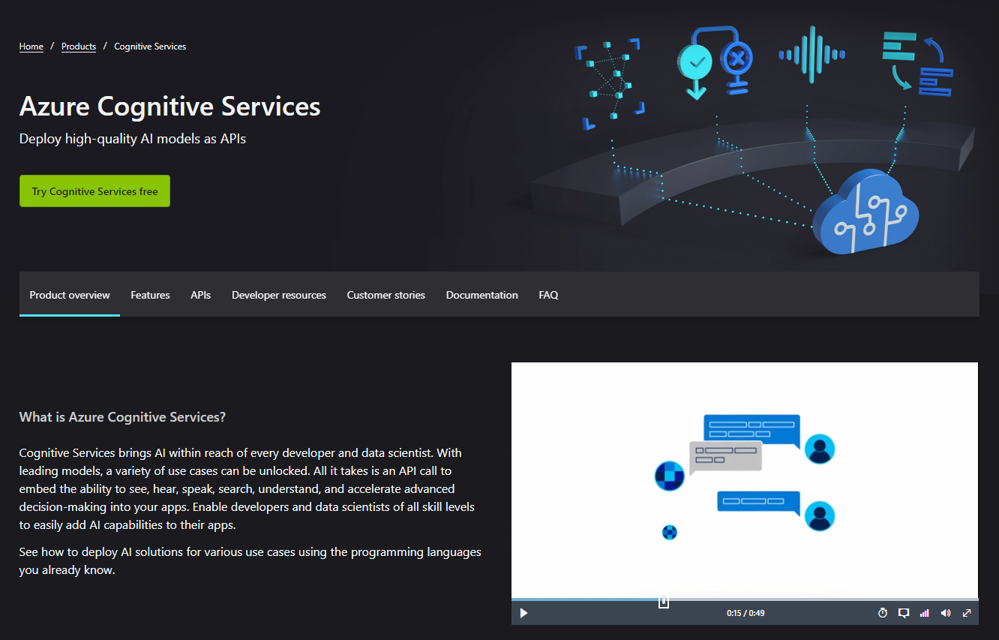 Home / Products / Cognitive Services
Azure Cognitive Services
Deploy high-quality AI models as APIs
Try Cognitive Services free
Product overview Features APIs Developer resources Customer stories Documentation FAQ
What is Azure Cognitive Services?
Cognitive Services brings AI within reach of every developer and data scientist. With
leading models, a variety of use cases can be unlocked. All it takes is an API call to
embed the ability to see, hear, speak, search, understand, and accelerate advanced
decision-making into your apps. Enable developers and data scientists of all skill levels
to easily add AI capabilities to their apps.
See how to deploy AI solutions for various use cases using the programming languages
you already know.
0:15 / 0:49